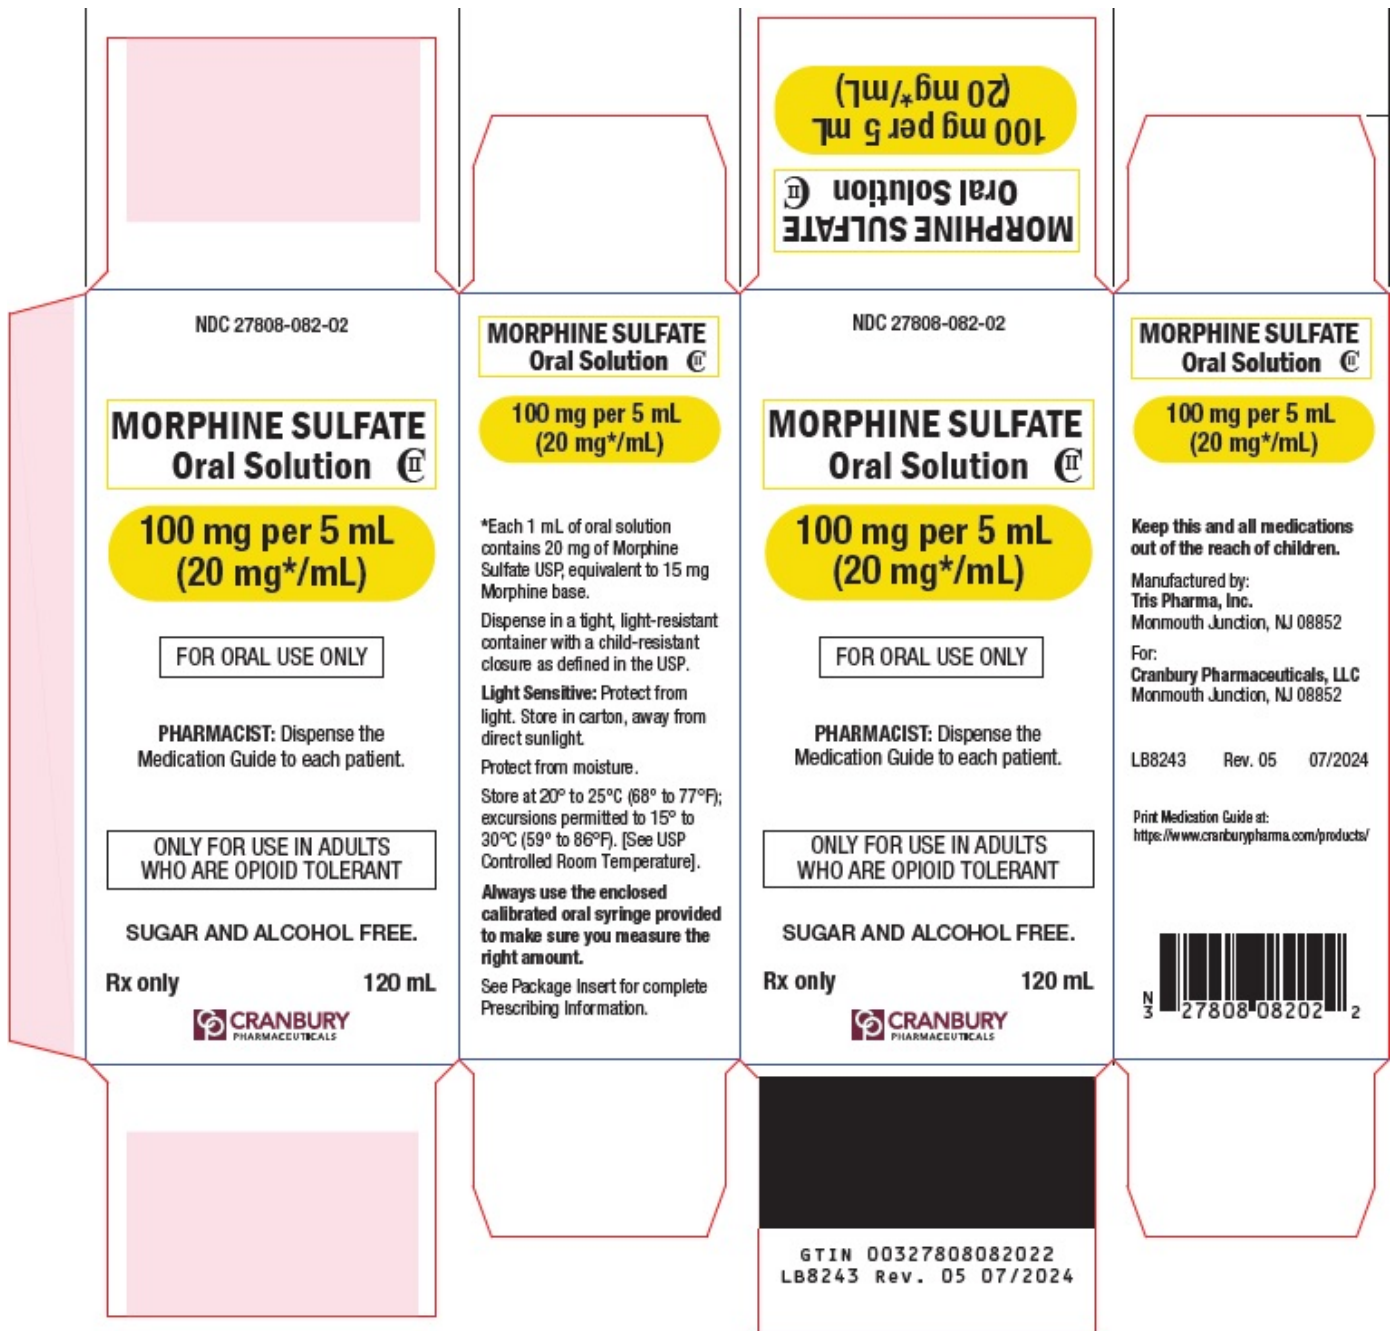 100 mg per 5 mL
(20 mg*/mL)
MORPHINE SULFATE
Oral Solution CII
NDC 27808-082-02
MORPHINE SULFATE
Oral Solution CII
100 mg per 5 mL
(20 mg*/mL)
FOR ORAL USE ONLY
PHARMACIST: Dispense the
Medication Guide to each patient.
ONLY FOR USE IN ADULTS
WHO ARE OPIOID TOLERANT
SUGAR AND ALCOHOL FREE.
Rx only 120 mL
CRANBURY
PHARMACEUTICALS
MORPHINE SULFATE
Oral Solution CII
100 mg per 5 mL
(20 mg*/mL)
*Each 1 mL of oral solution
contains 20 mg of Morphine
Sulfate USP, equivalent to 15 mg
Morphine base.
Dispense in a tight, light-resistant
container with a child-resistant
closure as defined in the USP.
Light Sensitive: Protect from
light. Store in carton, away from
direct sunlight.
Protect from moisture.
Store at 20° to 25°C (68° to 77°F);
excursions permitted to 15° to
30°C (59° to 86°F). [See USP
Controlled Room Temperature].
Always use the enclosed
calibrated oral syringe provided
to make sure you measure the
right amount.
See Package Insert for complete
Prescribing Information.
NDC 27808-082-02
MORPHINE SULFATE
Oral Solution CII
100 mg per 5 mL
(20 mg*/mL)
FOR ORAL USE ONLY
PHARMACIST: Dispense the
Medication Guide to each patient.
ONLY FOR USE IN ADULTS
WHO ARE OPIOID TOLERANT
SUGAR AND ALCOHOL FREE.
Rx only 120 mL
CRANBURY
PHARMACEUTICALS
MORPHINE SULFATE
Oral Solution CII
100 mg per 5 mL
(20 mg*/mL)
Keep this and all medications
out of the reach of children.
Manufactured by:
Tris Pharma, Inc.
Monmouth Junction, NJ 08852
For:
Cranbury Pharmaceuticals, LLC
Monmouth Junction, NJ 08852
LB8243 Rev. 05 07/2024
Print Medication Guide at:
https://www.cranburypharma.com/products/
N
3 27808 08202 2
GTIN 00327808082022
LB8243 Rev. 05 07/2024